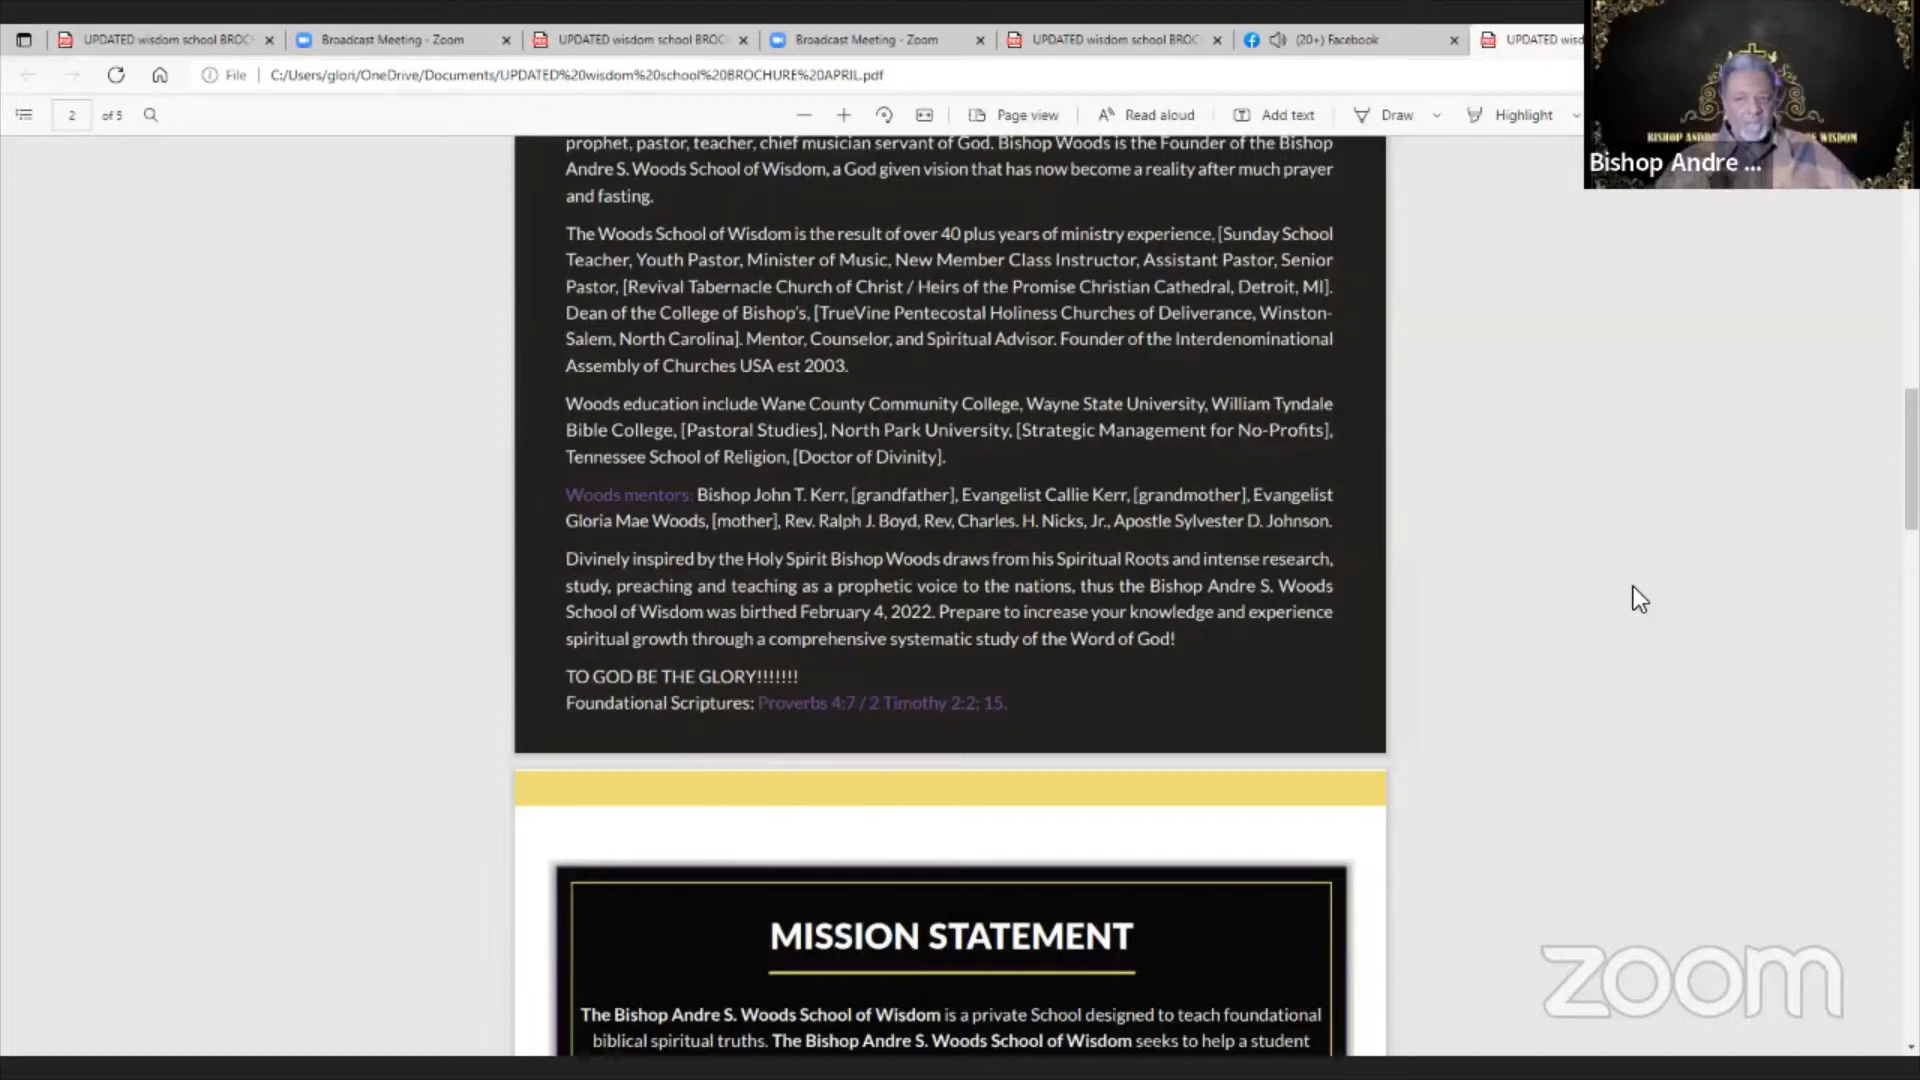 UPDATED wisdom school BROC
Broadcast Meeting - Zoom
UPDATED wisdom school BROC
Broadcast Meeting - Zoom
UPDATED wisdom school BROC
(20+) Facebook
UPDATED wisd
File
C:/Users/glori/OneDrive/Documents/UPDATED%20wisdom%20school%20BROCHURE%20APRIL.pdf
2 of 5
Page view
Read aloud
Add text
Draw
Highlight
WISDOM
Bishop Andre ...
prophet, pastor, teacher, chief musician servant of God. Bishop Woods is the Founder of the Bishop
Andre S. Woods School of Wisdom, a God given vision that has now become a reality after much prayer
and fasting.
The Woods School of Wisdom is the result of over 40 plus years of ministry experience, [Sunday School
Teacher, Youth Pastor, Minister of Music, New Member Class Instructor, Assistant Pastor, Senior
Pastor, [Revival Tabernacle Church of Christ / Heirs of the Promise Christian Cathedral, Detroit, MI].
Dean of the College of Bishop's, [TrueVine Pentecostal Holiness Churches of Deliverance, Winston-
Salem, North Carolina]. Mentor, Counselor, and Spiritual Advisor. Founder of the Interdenominational
Assembly of Churches USA est 2003.
Woods education include Wane County Community College, Wayne State University, William Tyndale
Bible College, [Pastoral Studies], North Park University, [Strategic Management for No-Profits],
Tennessee School of Religion, [Doctor of Divinity].
Woods mentors: Bishop John T. Kerr, [grandfather], Evangelist Callie Kerr, [grandmother], Evangelist
Gloria Mae Woods, [mother], Rev. Ralph J. Boyd, Rev, Charles. H. Nicks, Jr., Apostle Sylvester D. Johnson.
Divinely inspired by the Holy Spirit Bishop Woods draws from his Spiritual Roots and intense research,
study, preaching and teaching as a prophetic voice to the nations, thus the Bishop Andre S. Woods
School of Wisdom was birthed February 4, 2022. Prepare to increase your knowledge and experience
spiritual growth through a comprehensive systematic study of the Word of God!
TO GOD BE THE GLORY!!!!!!!
Foundational Scriptures: Proverbs 4:7 / 2 Timothy 2:2; 15.
MISSION STATEMENT
The Bishop Andre S. Woods School of Wisdom is a private School designed to teach foundational
biblical spiritual truths. The Bishop Andre S. Woods School of Wisdom seeks to help a student
zoom